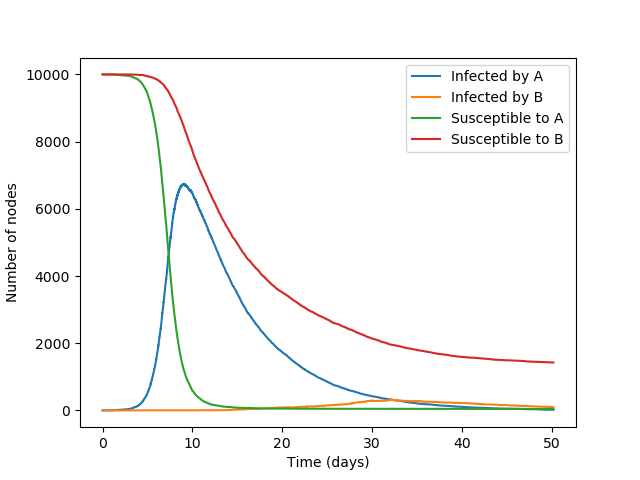 Infected by A
Infected by B
Susceptible to A
Susceptible to B
Number of nodes
10000
8000
6000
4000
2000
0
0 10 20 30 40 50
Time (days)